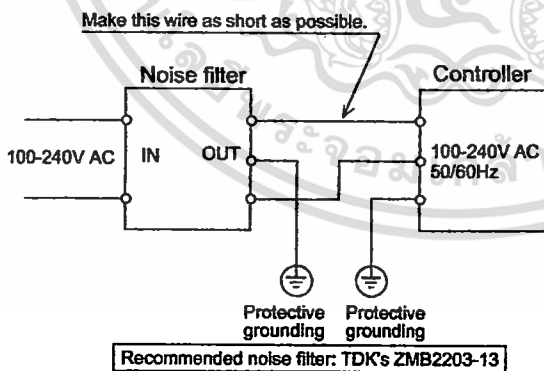 Make this wire as short as possible.
Noise filter
Controller
100-240V AC
IN
OUT
100-240V AC
50/60Hz
Protective
grounding
Protective
grounding
Recommended noise filter: TDK's ZMB2203-13